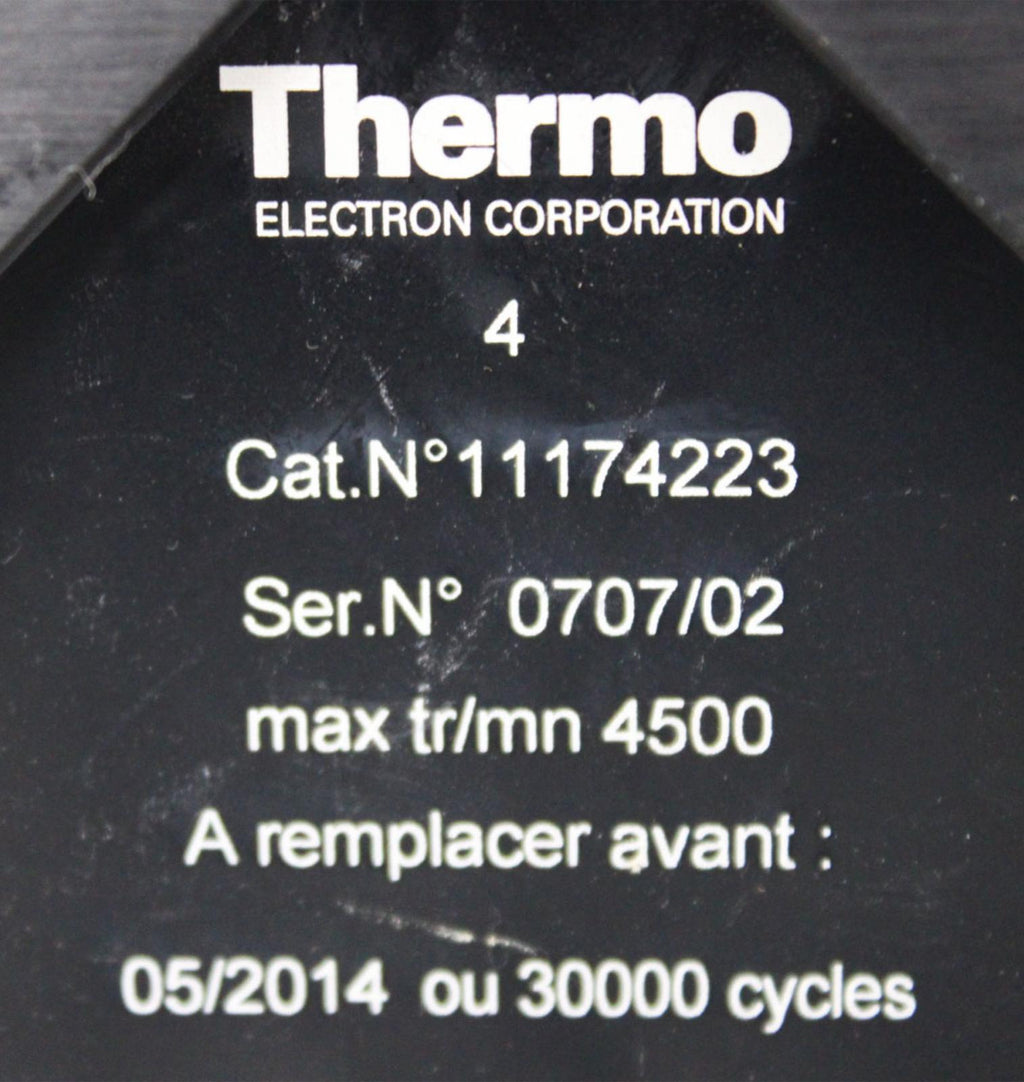 Thermo
ELECTRON CORPORATION
4
Cat.N°11174223
Ser.N° 0707/02
max tr/mn 4500
A remplacer avant :
05/2014 ou 30000 cycles